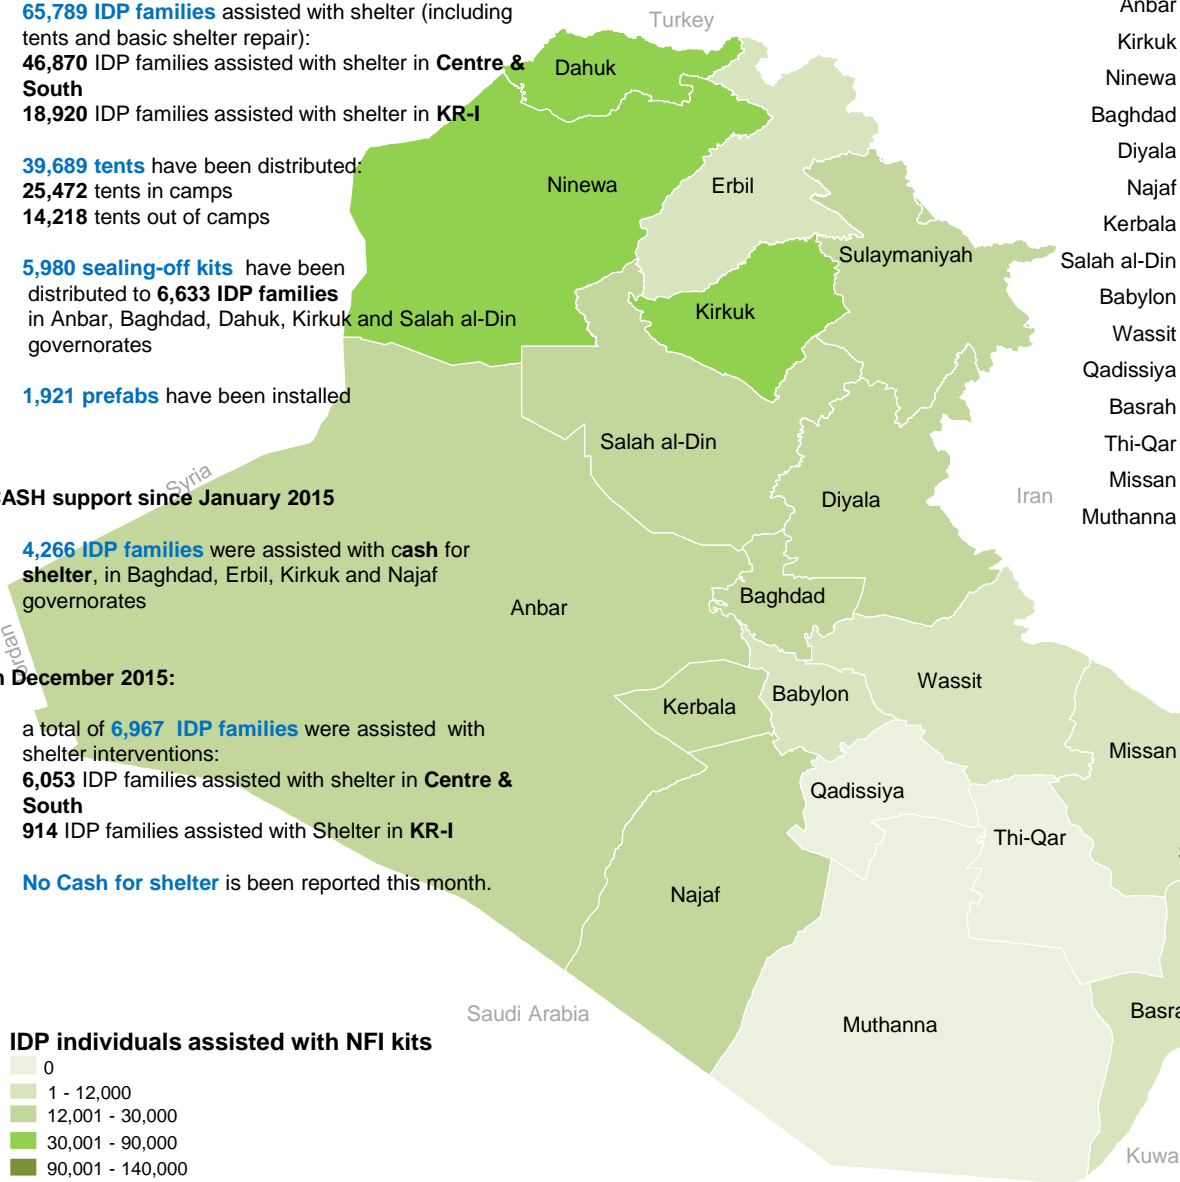 65,789 IDP families assisted with shelter (including
tents and basic shelter repair):
46,870 IDP families assisted with shelter in Centre &
South
18,920 IDP families assisted with shelter in KR-I
39,689 tents have been distributed:
25,472 tents in camps
14,218 tents out of camps
5,980 sealing-off kits have been
distributed to 6,633 IDP families
in Anbar, Baghdad, Dahuk, Kirkuk and Salah al-Din
governorates
1,921 prefabs have been installed
CASH support since January 2015
4,266 IDP families were assisted with cash for
shelter, in Baghdad, Erbil, Kirkuk and Najaf
governorates
n December 2015:
a total of 6,967 IDP families were assisted with
shelter interventions:
6,053 IDP families assisted with shelter in Centre &
South
914 IDP families assisted with Shelter in KR-I
No Cash for shelter is been reported this month.
IDP individuals assisted with NFI kits
0
1 - 12,000
12,001 - 30,000
30,001 - 90,000
90,001 - 140,000
Turkey
Dahuk
Ninewa
Erbil
Sulaymaniyah
Kirkuk
Salah al-Din
Syria
Diyala
Iran
Baghdad
Anbar
Jordan
Wassit
Babylon
Kerbala
Missan
Qadissiya
Thi-Qar
Najaf
Saudi Arabia
Muthanna
Basra
Kuwa
Anbar
Kirkuk
Ninewa
Baghdad
Diyala
Najaf
Kerbala
Salah al-Din
Babylon
Wassit
Qadissiya
Basrah
Thi-Qar
Missan
Muthanna